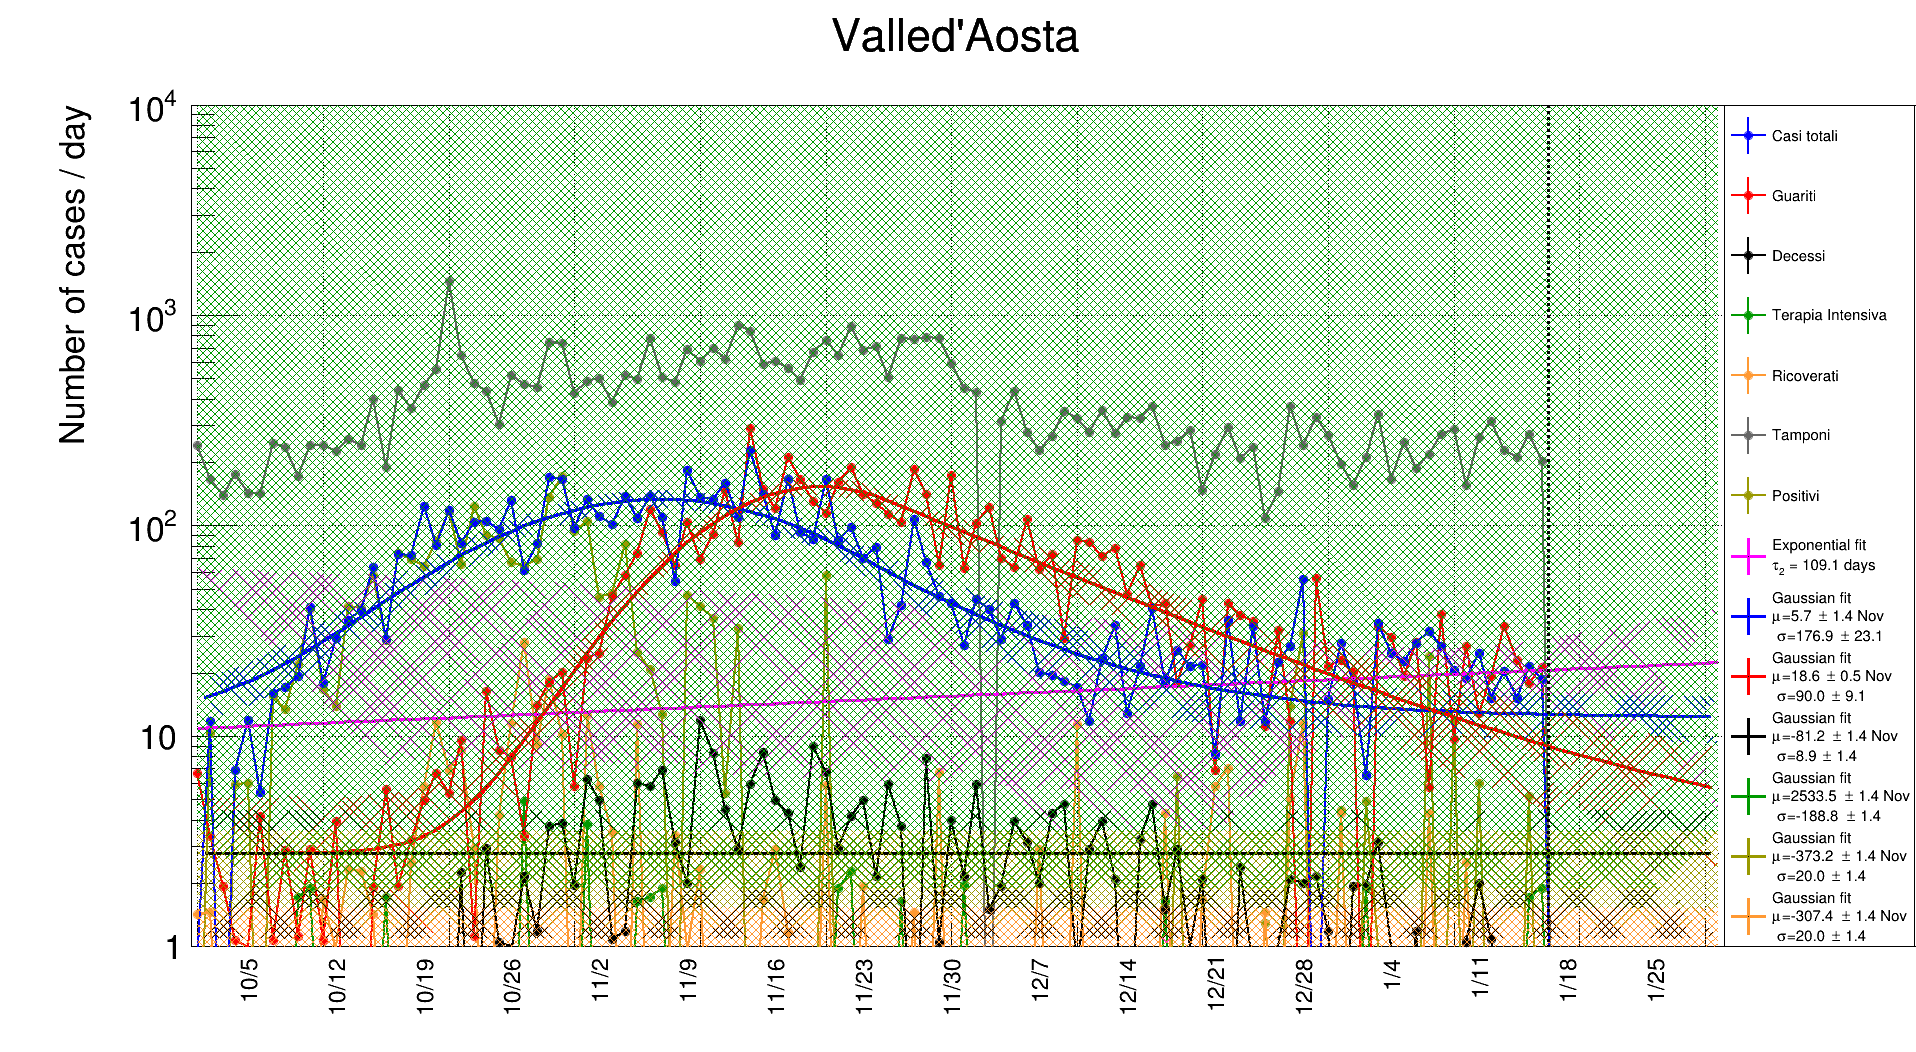 Valled'Aosta
Number of cases / day
10⁴
10³
10²
10
1
10/5
10/12
10/19
10/26
11/2
11/9
11/16
11/23
11/30
12/7
12/14
12/21
12/28
1/4
1/11
1/18
1/25
Casi totali
Guariti
Decessi
Terapia Intensiva
Ricoverati
Tamponi
Positivi
Exponential fit
τ₂ = 109.1 days
Gaussian fit
μ=5.7 ± 1.4 Nov
σ=176.9 ± 23.1
Gaussian fit
μ=18.6 ± 0.5 Nov
σ=90.0 ± 9.1
Gaussian fit
μ=-81.2 ± 1.4 Nov
σ=8.9 ± 1.4
Gaussian fit
μ=2533.5 ± 1.4 Nov
σ=-188.8 ± 1.4
Gaussian fit
μ=-373.2 ± 1.4 Nov
σ=20.0 ± 1.4
Gaussian fit
μ=-307.4 ± 1.4 Nov
σ=20.0 ± 1.4